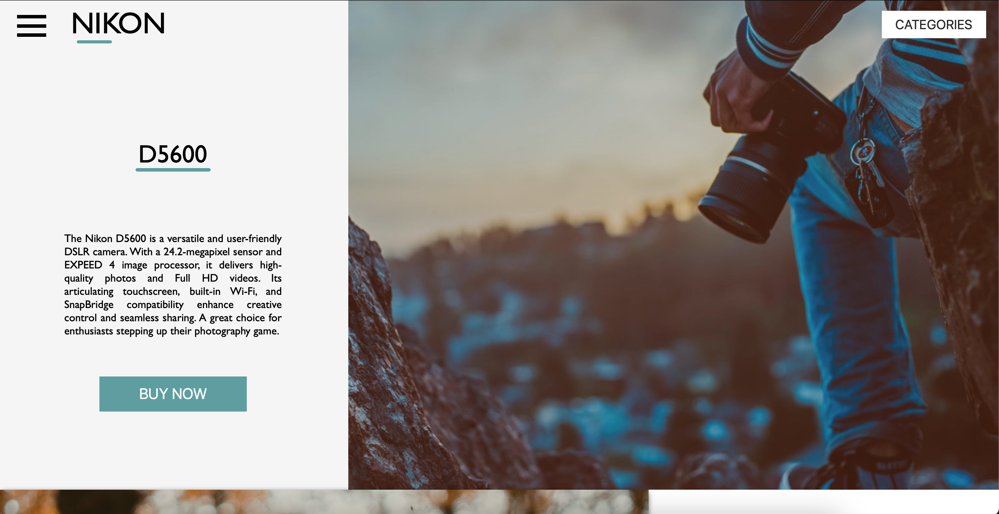 NIKON
CATEGORIES
D5600
The Nikon D5600 is a versatile and user-friendly
DSLR camera. With a 24.2-megapixel sensor and
EXPEED 4 image processor, it delivers high-
quality photos and Full HD videos. Its
articulating touchscreen, built-in Wi-Fi, and
SnapBridge compatibility enhance creative
control and seamless sharing. A great choice for
enthusiasts stepping up their photography game.
BUY NOW